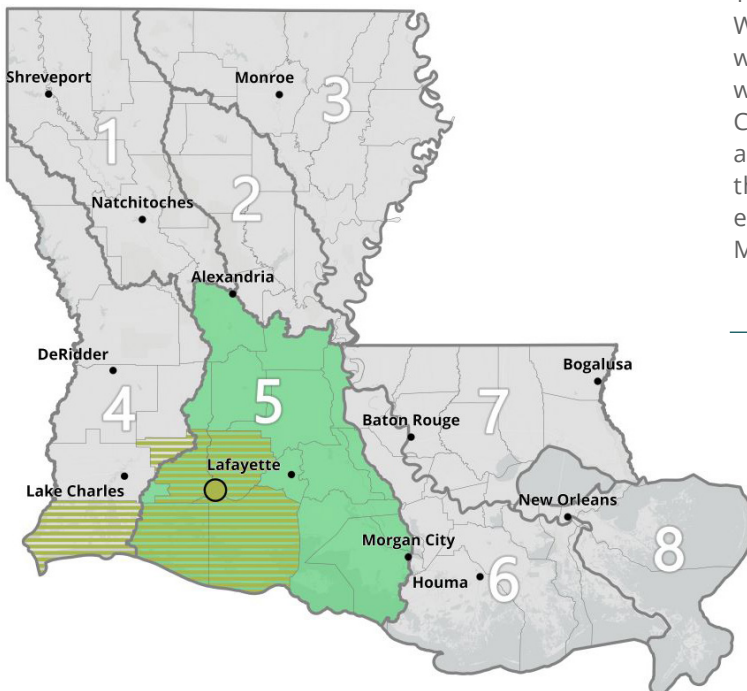 W
w
w
C
a
th
e
M
Shreveport
Monroe
1
3
2
Natchitoches
Alexandria
DeRidder
4
5
7
Bogalusa
Baton Rouge
Lafayette
Lake Charles
New Orleans
Morgan City
8
Houma
6